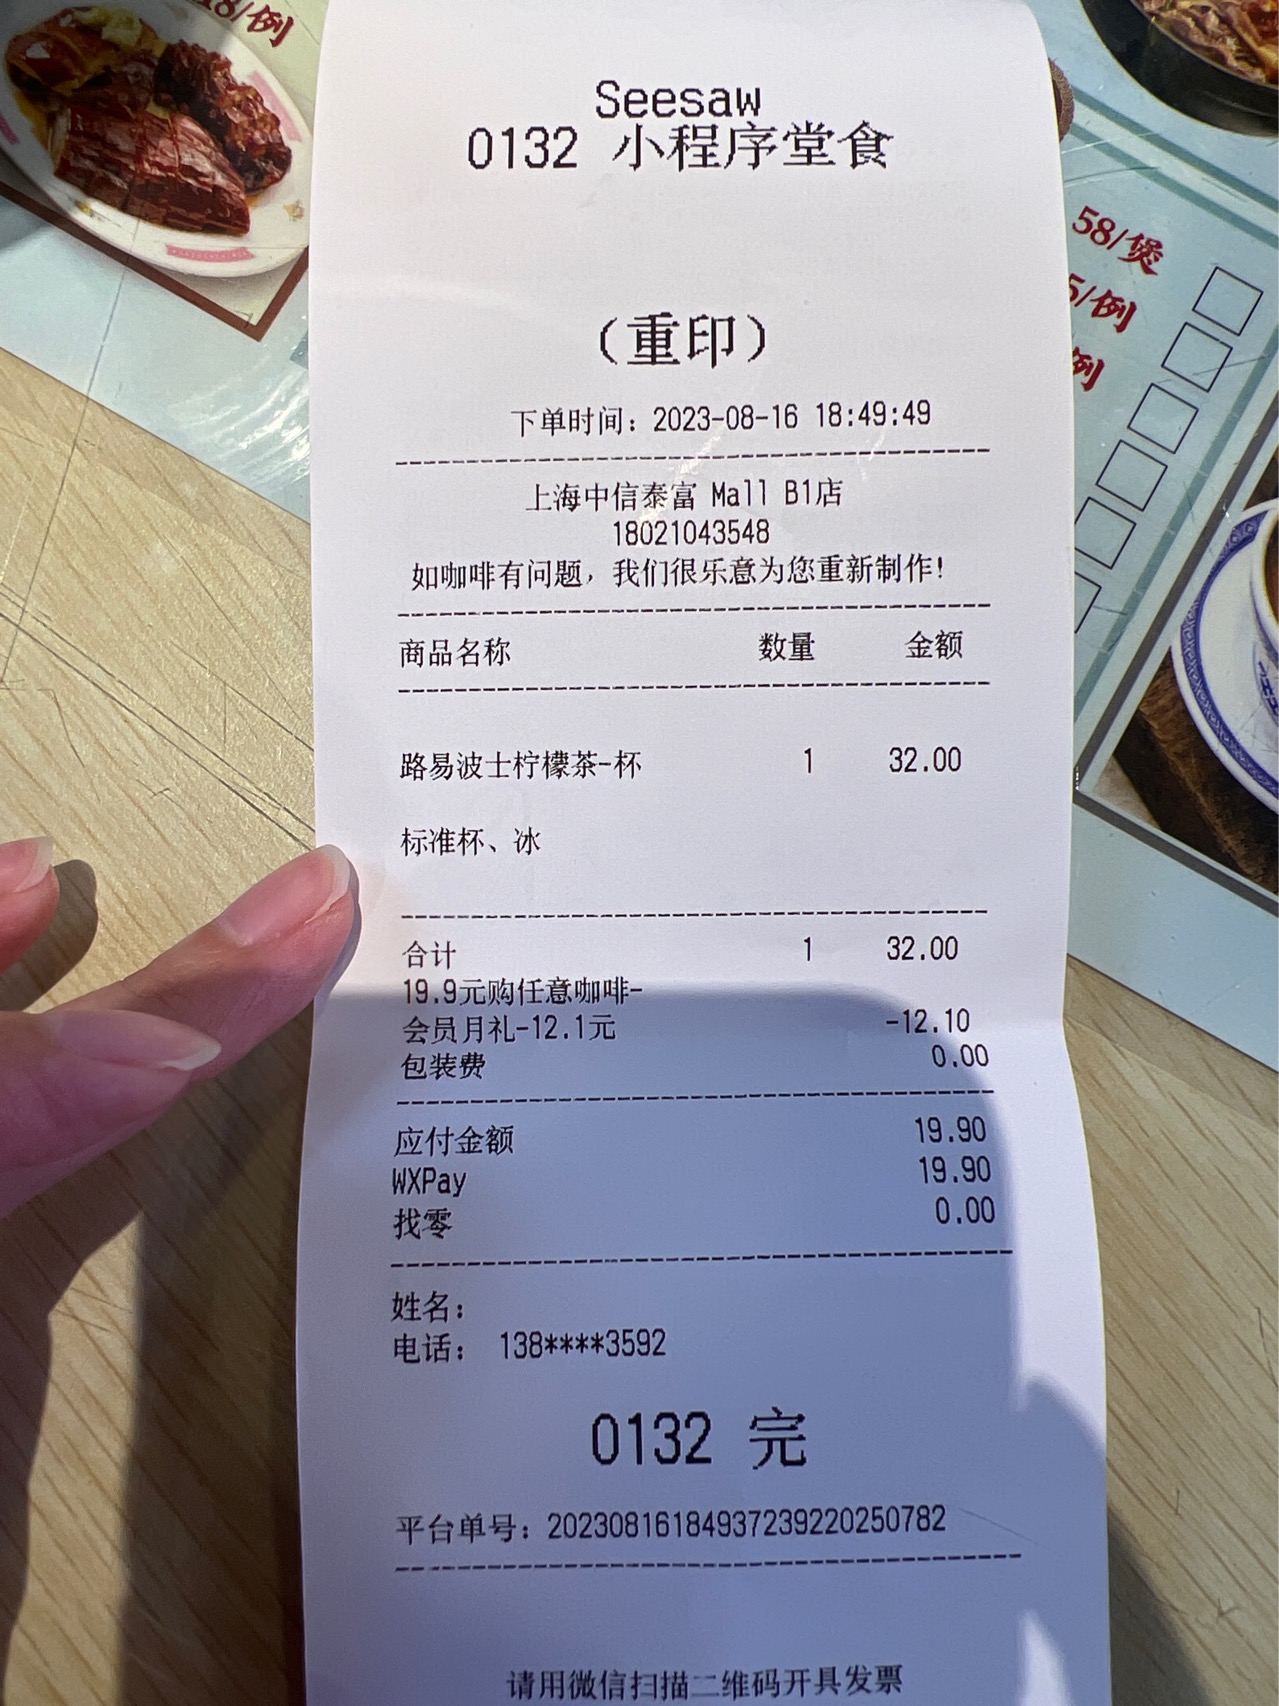 18/例
Seesaw
0132 小程序堂食
(重印)
下单时间: 2023-08-16 18:49:49
上海中信泰富 Mall B1店
18021043548
如咖啡有问题, 我们很乐意为您重新制作!
商品名称 数量 金额
路易波士柠檬茶-杯 1 32.00
标准杯、冰
合计 1 32.00
19.9元购任意咖啡-
会员月礼-12.1元 -12.10
包装费 0.00
应付金额 19.90
WXPay 19.90
找零 0.00
姓名:
电话: 138****3592
0132 完
平台单号: 202308161849372392​20250782
请用微信扫描二维码开具发票
58/煲
5/例
例